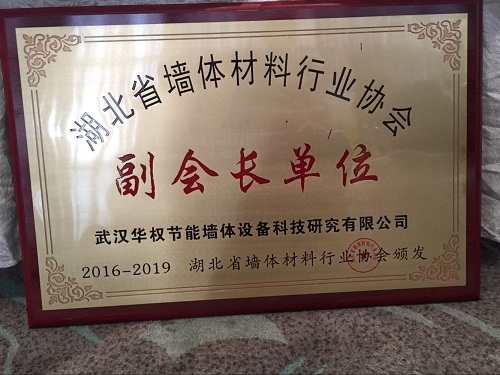 湖北省墙体材料行业协会
副会长单位
武汉华权节能墙体设备科技研究有限公司
2016-2019 湖北省墙体材料行业协会颁发